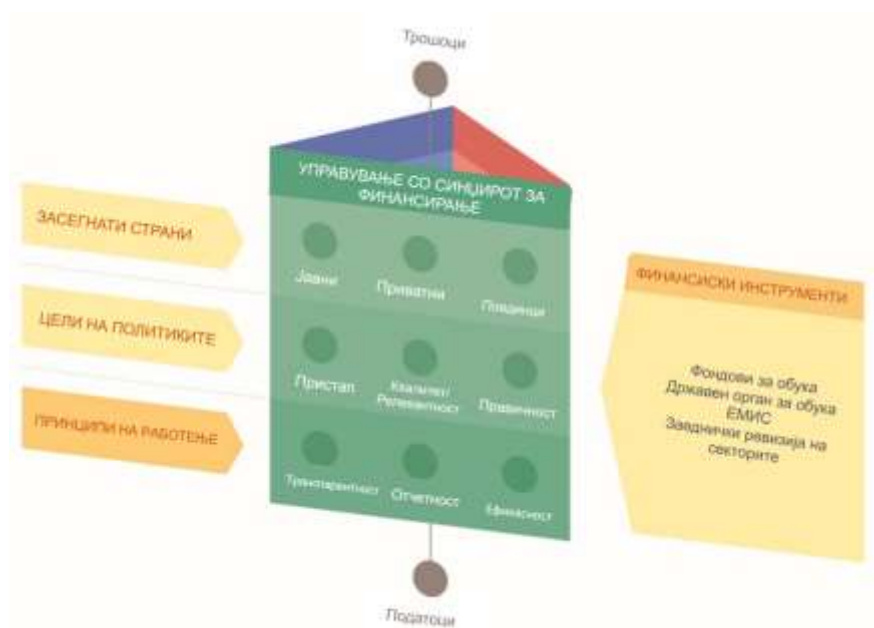 Трошоци
УПРАВУВАЊЕ СО СИНЏИРОТ ЗА
ФИНАНСИРАЊЕ
ЗАСЕГНАТИ СТРАНИ
Јавни
Приватни
Поединци
ЦЕЛИ НА ПОЛИТИКИТЕ
Пристап
Квалитет/
Релевантност
Правичност
ПРИНЦИПИ НА РАБОТЕЊЕ
Транспарентност
Отчетност
Ефикасност
ФИНАНСИСКИ ИНСТРУМЕНТИ
Фондови за обука
Државен орган за обука
ЕМИС
Заеднички ревизија на
секторите
Податоци